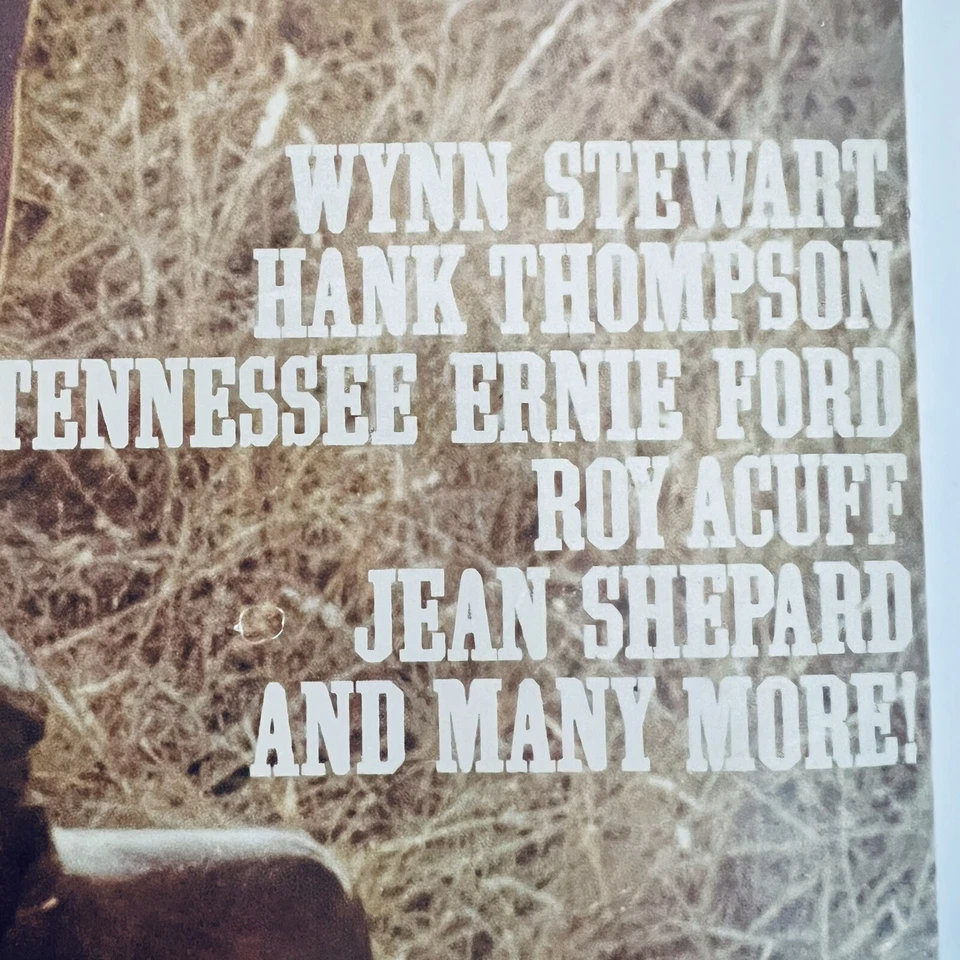 WYNN STEWART
HANK THOMPSON
TENNESSEE ERNIE FORD
ROY ACUFF
JEAN SHEPARD
AND MANY MORE!